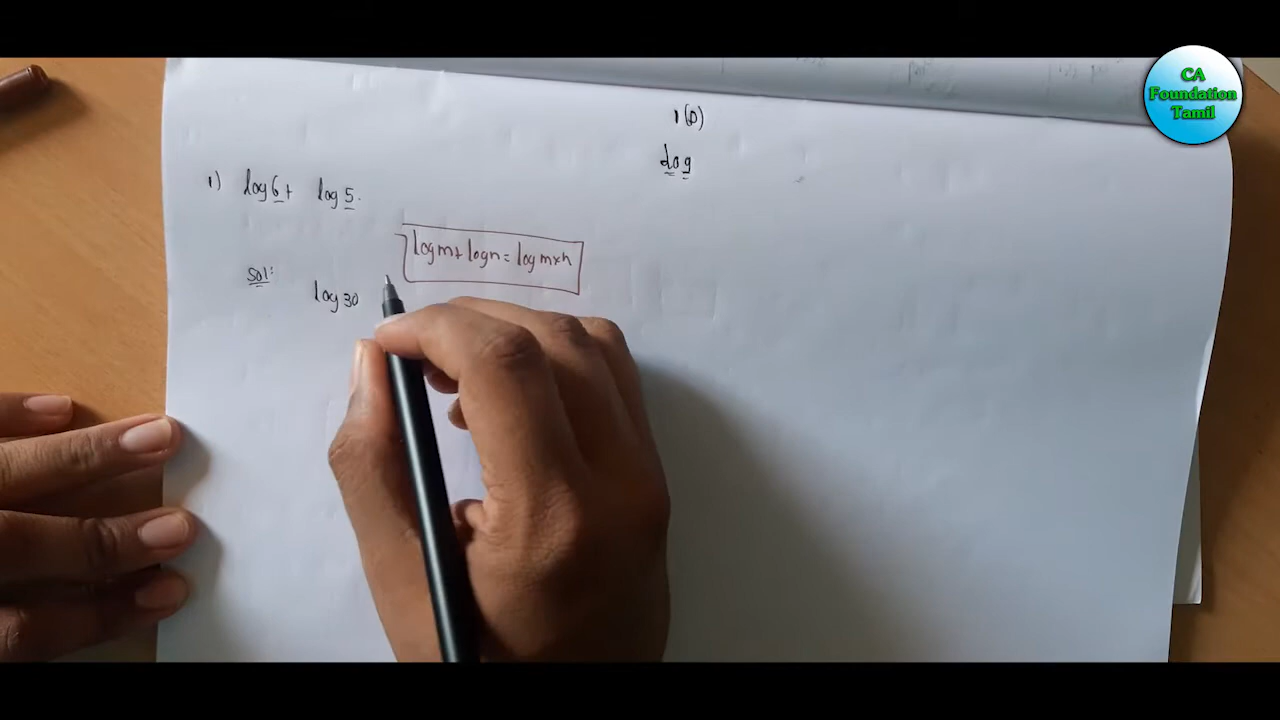 CA
Foundation
Tamil
1(D)
Log
1) log 6 + log 5.
log m + log n = log m×n
Sol:
log 30